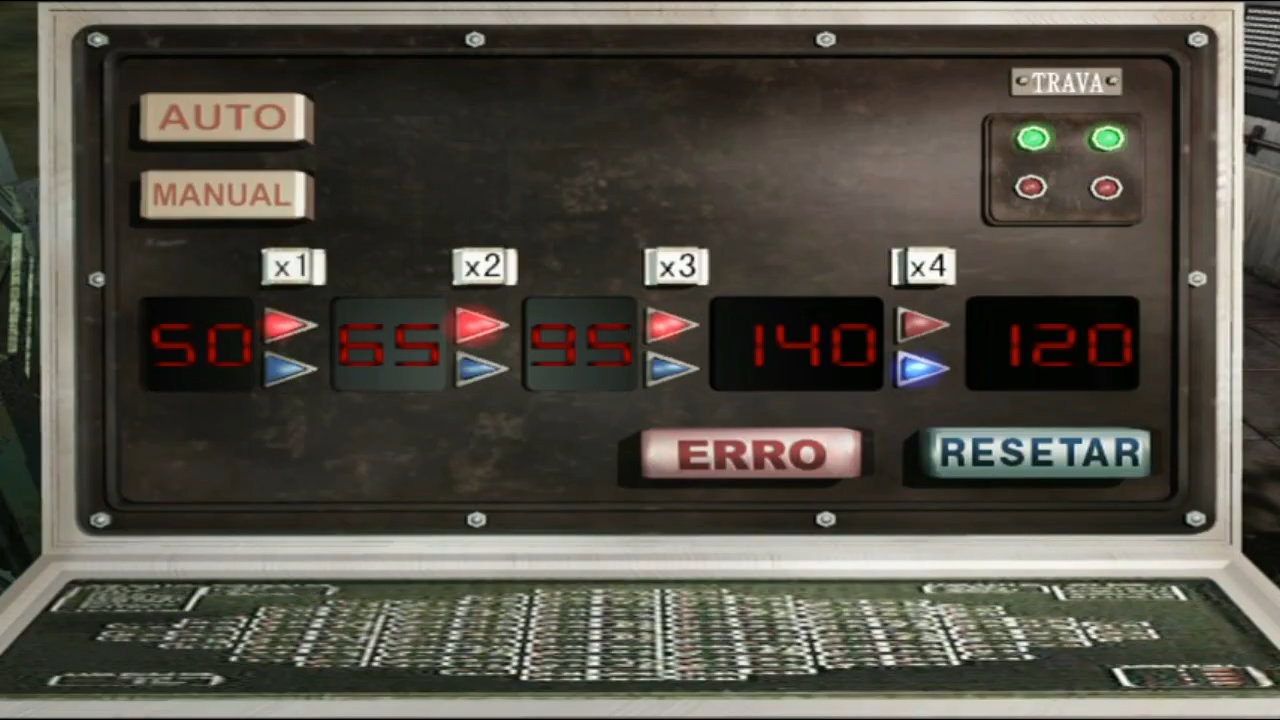 TRAVA
AUTO
MANUAL
x1 x2 x3 x4
50 65 95 140 120
ERRO RESETAR